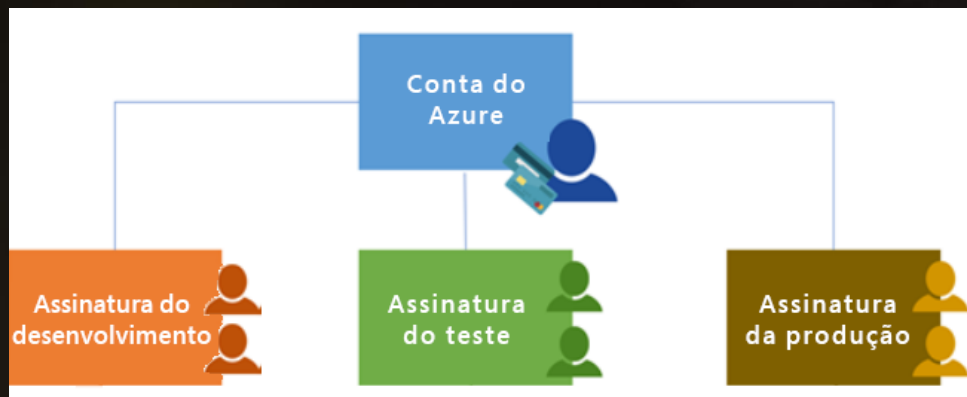 Conta do
Azure
Assinatura do
desenvolvimento
Assinatura
do teste
Assinatura
da produção